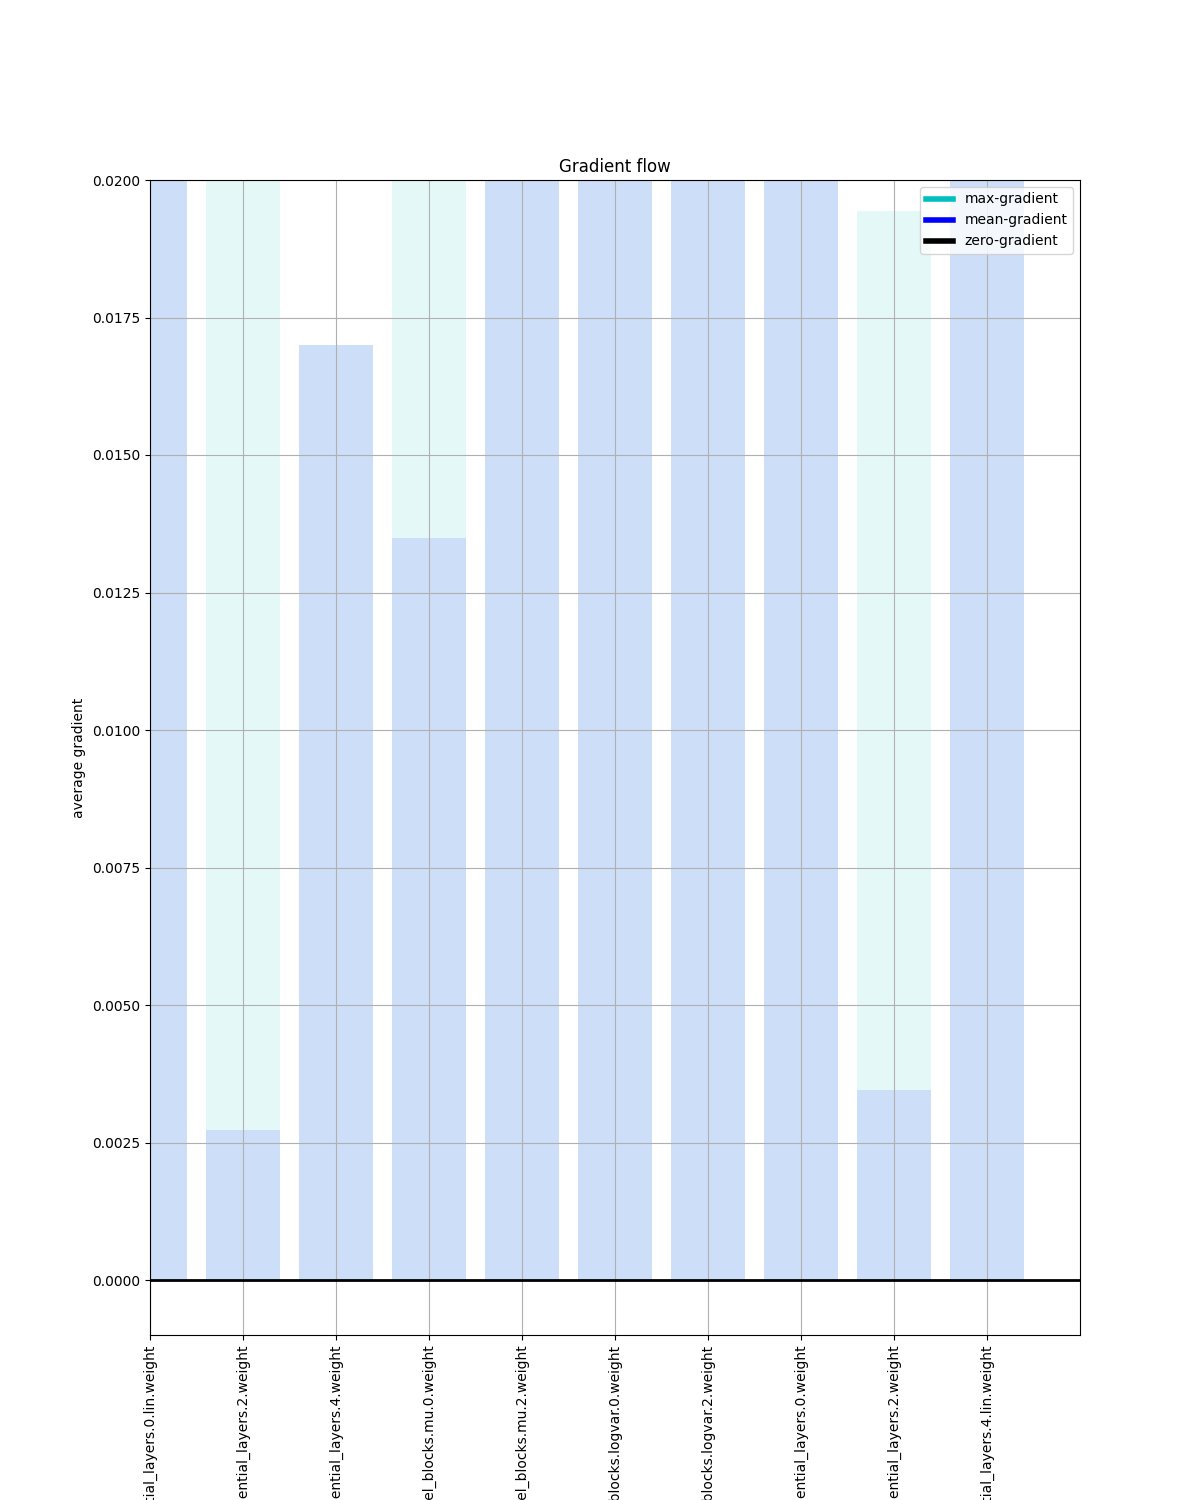 Gradient flow
max-gradient
mean-gradient
zero-gradient
0.0200
0.0175
0.0150
0.0125
0.0100
0.0075
0.0050
0.0025
0.0000
average gradient
tial_layers.0.lin.weight
ential_layers.2.weight
ential_layers.4.weight
el_blocks.mu.0.weight
el_blocks.mu.2.weight
blocks.logvar.0.weight
blocks.logvar.2.weight
ential_layers.0.weight
ential_layers.2.weight
tial_layers.4.lin.weight